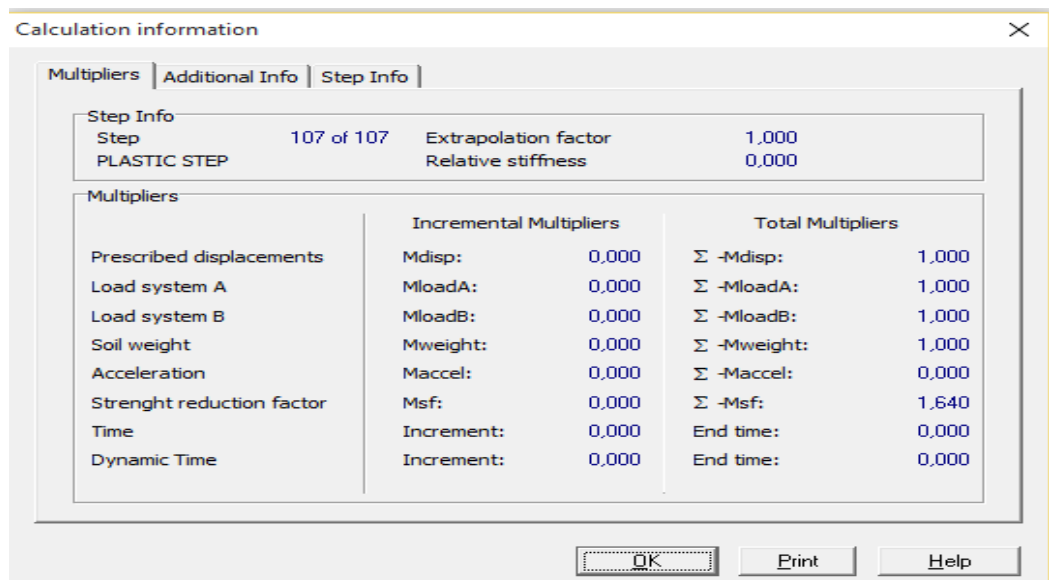 Calculation information
Multipliers Additional Info Step Info
Step Info
Step 107 of 107 Extrapolation factor 1,000
PLASTIC STEP Relative stiffness 0,000
Multipliers
Incremental Multipliers Total Multipliers
Prescribed displacements Mdisp: 0,000 Σ -Mdisp: 1,000
Load system A MloadA: 0,000 Σ -MloadA: 1,000
Load system B MloadB: 0,000 Σ -MloadB: 1,000
Soil weight Mweight: 0,000 Σ -Mweight: 1,000
Acceleration Maccel: 0,000 Σ -Maccel: 0,000
Strenght reduction factor Msf: 0,000 Σ -Msf: 1,640
Time Increment: 0,000 End time: 0,000
Dynamic Time Increment: 0,000 End time: 0,000
OK Print Help